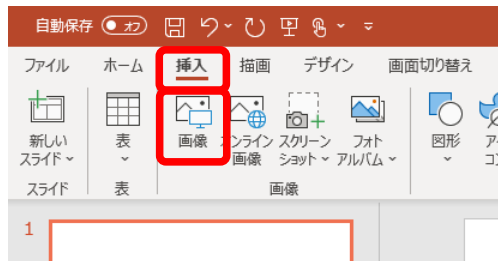 自動保存 オフ
ファイル ホーム 挿入 描画 デザイン 画面切り替え
新しい
スライド
表
画像
オンライン
画像
スクリーン
ショット
フォト
アルバム
図形
スライド 表 画像
1